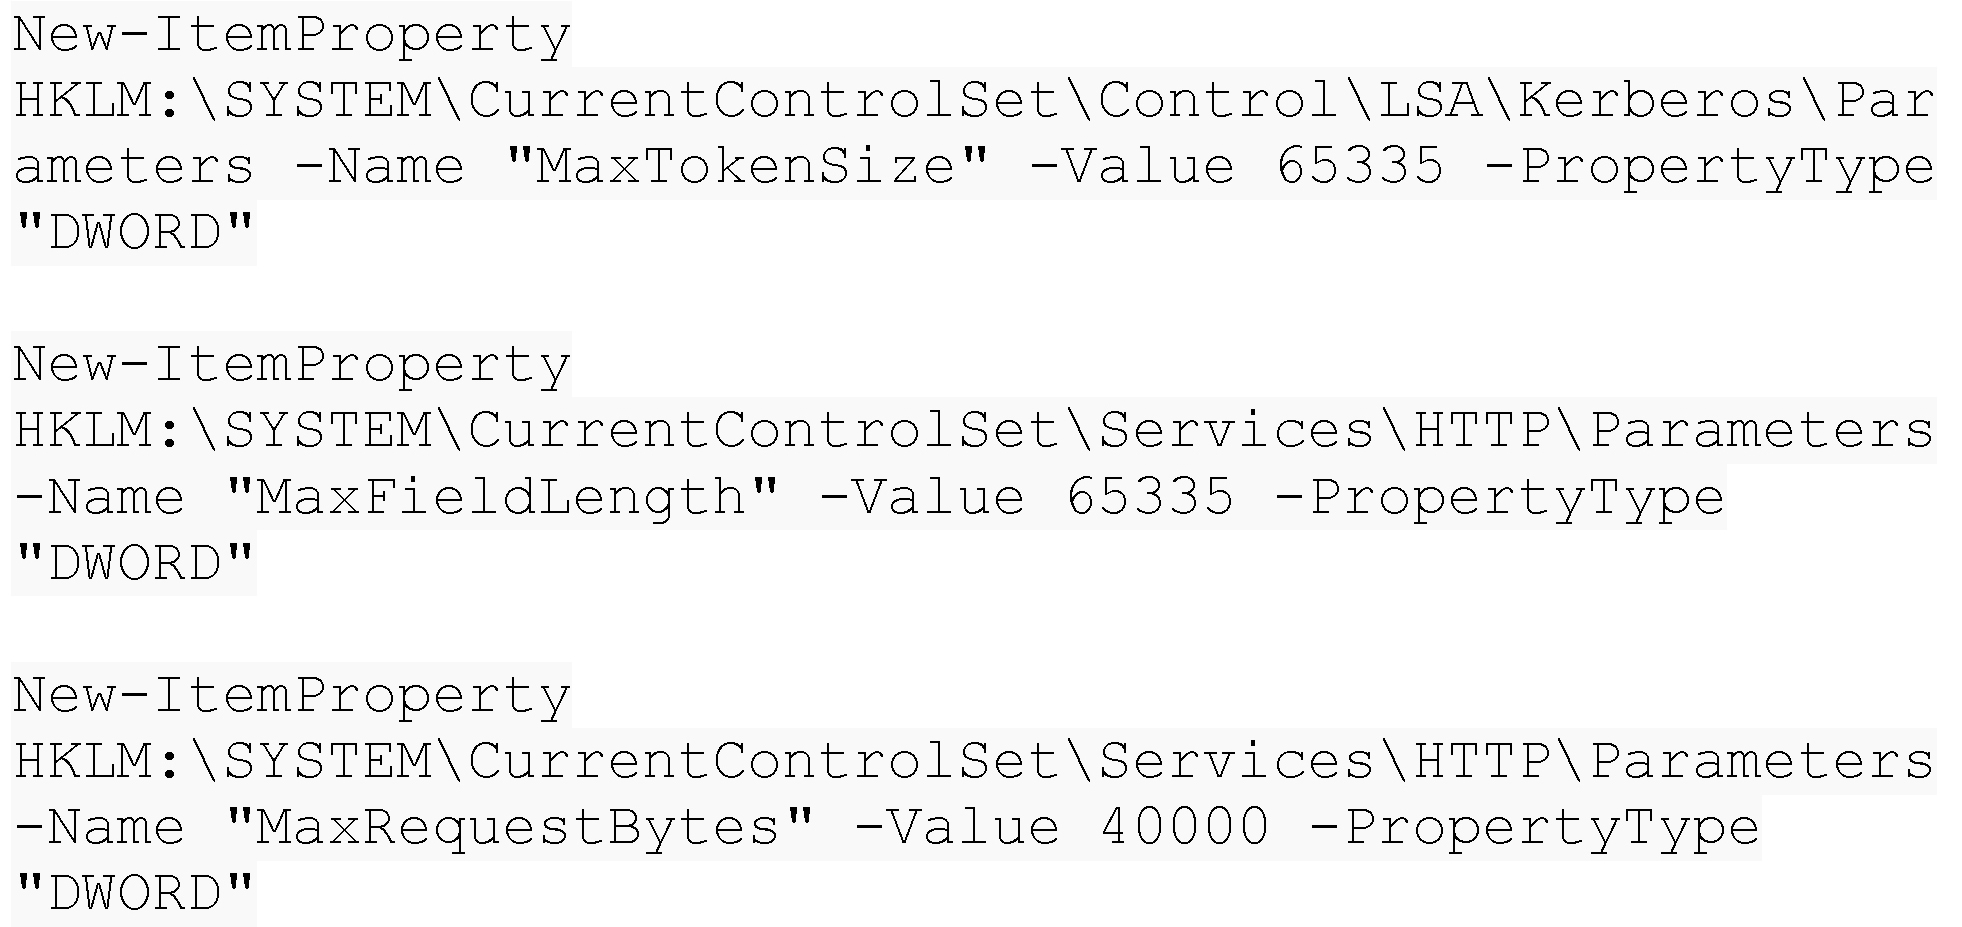 New-ItemProperty
HKLM:\SYSTEM\CurrentControlSet\Control\LSA\Kerberos\Par
ameters -Name "MaxTokenSize" -Value 65335 -PropertyType
"DWORD"
New-ItemProperty
HKLM:\SYSTEM\CurrentControlSet\Services\HTTP\Parameters
-Name "MaxFieldLength" -Value 65335 -PropertyType
"DWORD"
New-ItemProperty
HKLM:\SYSTEM\CurrentControlSet\Services\HTTP\Parameters
-Name "MaxRequestBytes" -Value 40000 -PropertyType
"DWORD"